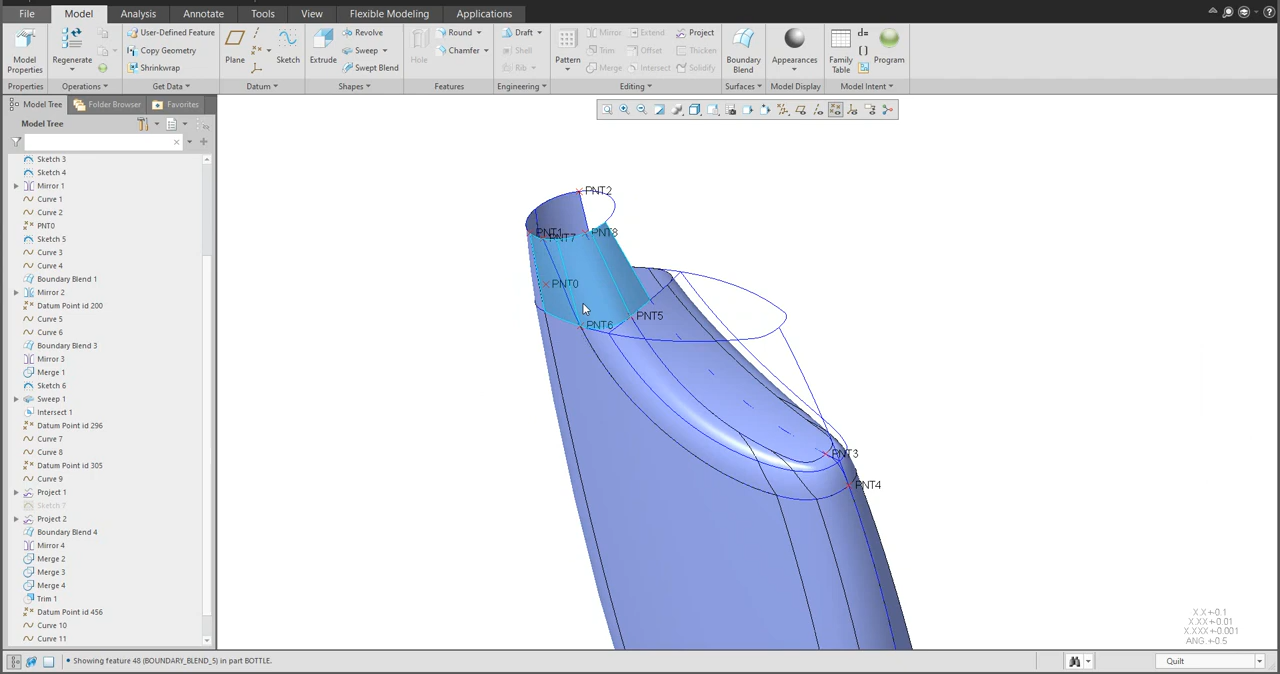 File Model Analysis Annotate Tools View Flexible Modeling Applications
User-Defined Feature Revolve Round Draft Mirror Extend Project
Copy Geometry Sweep Chamfer Shell Trim Offset Thicken
Shrinkwrap Swept Blend Rib Merge Intersect Solidify
Model Properties Regenerate Plane Sketch Extrude Hole Pattern Boundary Blend Appearances Family Table Program
Properties Operations Get Data Datum Shapes Features Engineering Editing Surfaces Model Display Model Intent
Model Tree Folder Browser Favorites
Model Tree
Sketch 3
Sketch 4
Mirror 1
Curve 1
Curve 2
PNT0
Sketch 5
Curve 3
Curve 4
Boundary Blend 1
Mirror 2
Datum Point id 200
Curve 5
Curve 6
Boundary Blend 3
Mirror 3
Merge 1
Sketch 6
Sweep 1
Intersect 1
Datum Point id 296
Curve 7
Curve 8
Datum Point id 305
Curve 9
Project 1
Sketch 7
Project 2
Boundary Blend 4
Mirror 4
Merge 2
Merge 3
Merge 4
Trim 1
Datum Point id 456
Curve 10
Curve 11
PNT2
PNT1
PNT7
PNT8
PNT0
PNT5
PNT6
PNT3
PNT4
X.X+-0.1
X.XX+-0.01
X.XXX+-0.001
ANG.+-0.5
• Showing feature 48 (BOUNDARY_BLEND_5) in part BOTTLE.
Quilt